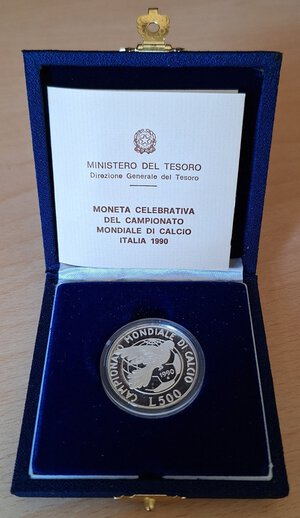 MINISTERO DEL TESORO
Direzione Generale del Tesoro
MONETA CELEBRATIVA
DEL CAMPIONATO
MONDIALE DI CALCIO
ITALIA 1990
CAMPIONATO MONDIALE DI CALCIO
1990
L.500